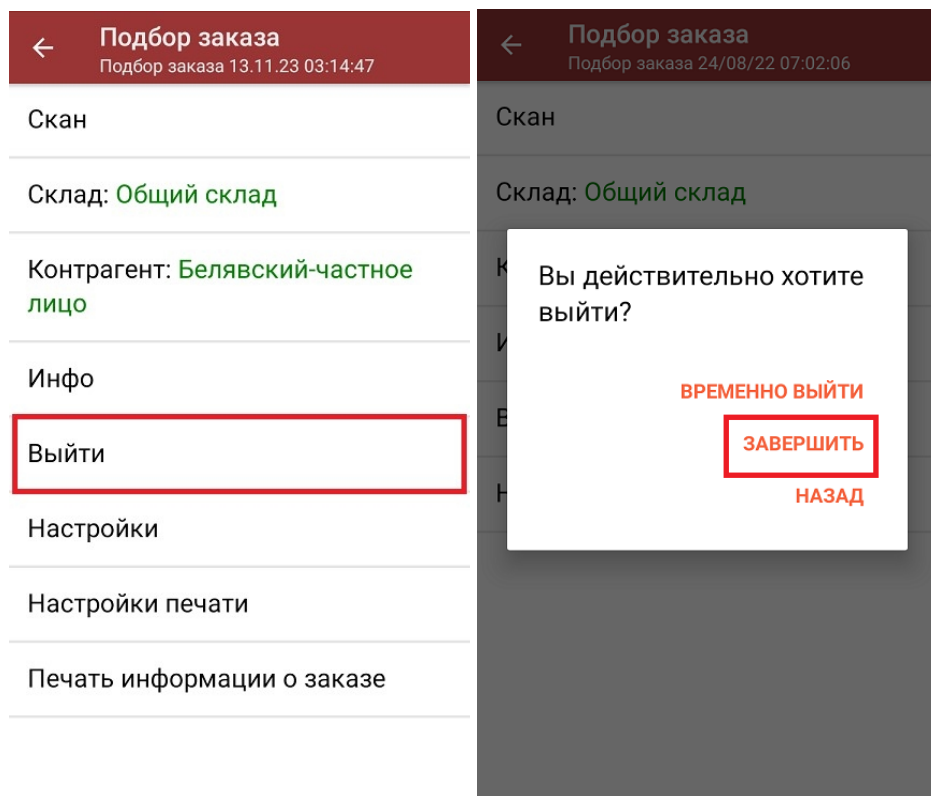 Подбор заказа
Подбор заказа 13.11.23 03:14:47
Скан
Склад: Общий склад
Контрагент: Белявский-частное
лицо
Инфо
Выйти
Настройки
Настройки печати
Печать информации о заказе
Подбор заказа
Подбор заказа 24/08/22 07:02:06
Скан
Склад: Общий склад
Вы действительно хотите
выйти?
ВРЕМЕННО ВЫЙТИ
ЗАВЕРШИТЬ
НАЗАД